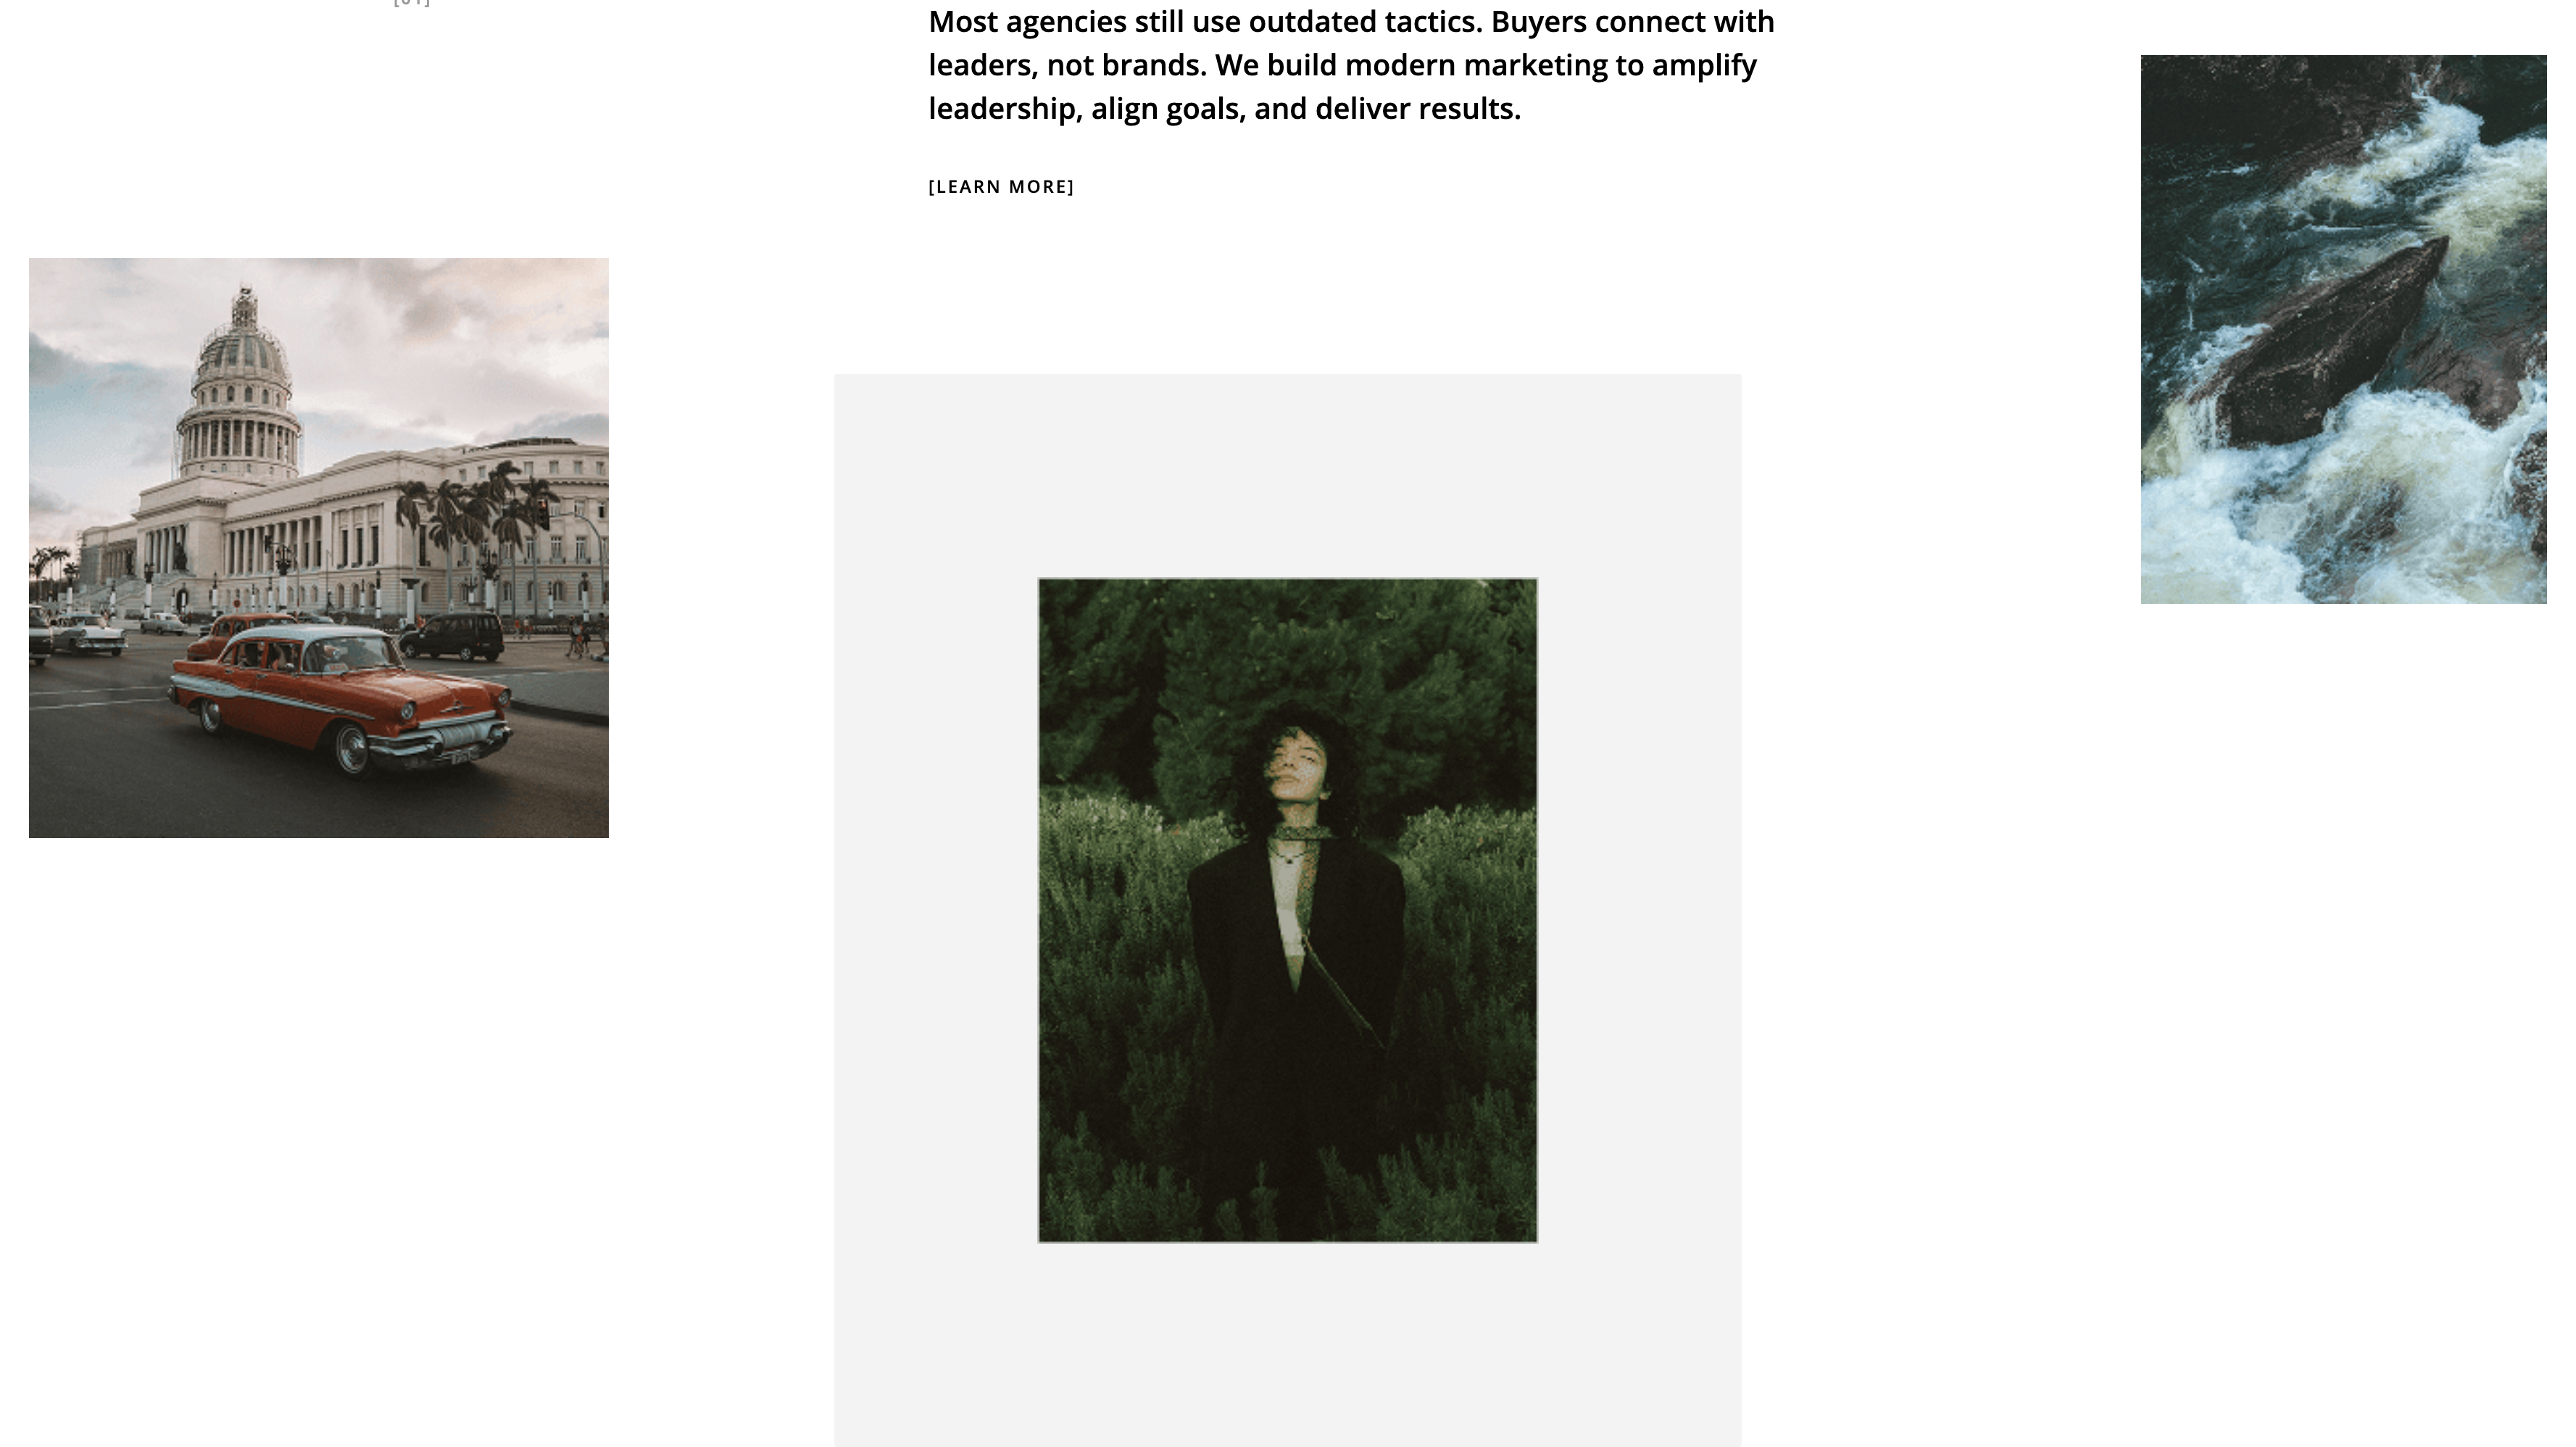 Most agencies still use outdated tactics. Buyers connect with
leaders, not brands. We build modern marketing to amplify
leadership, align goals, and deliver results.
[LEARN MORE]